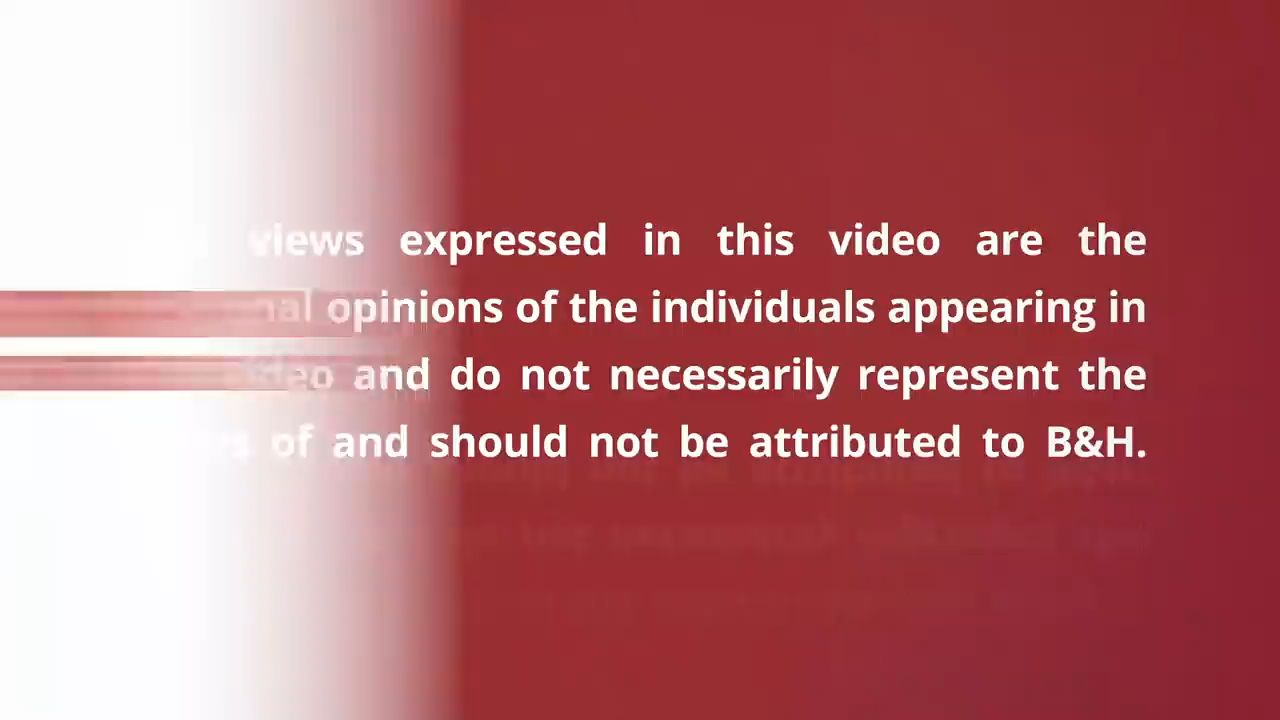 views expressed in this video are the
opinions of the individuals appearing in
and do not necessarily represent the
of and should not be attributed to B&H.